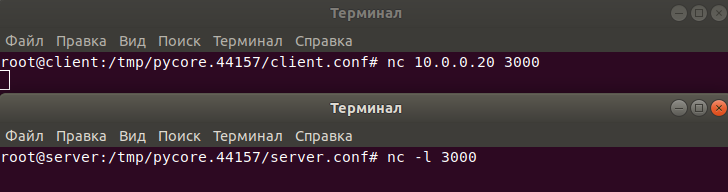 Терминал
Файл Правка Вид Поиск Терминал Справка
root@client:/tmp/pycore.44157/client.conf# nc 10.0.0.20 3000
Терминал
Файл Правка Вид Поиск Терминал Справка
root@server:/tmp/pycore.44157/server.conf# nc -l 3000